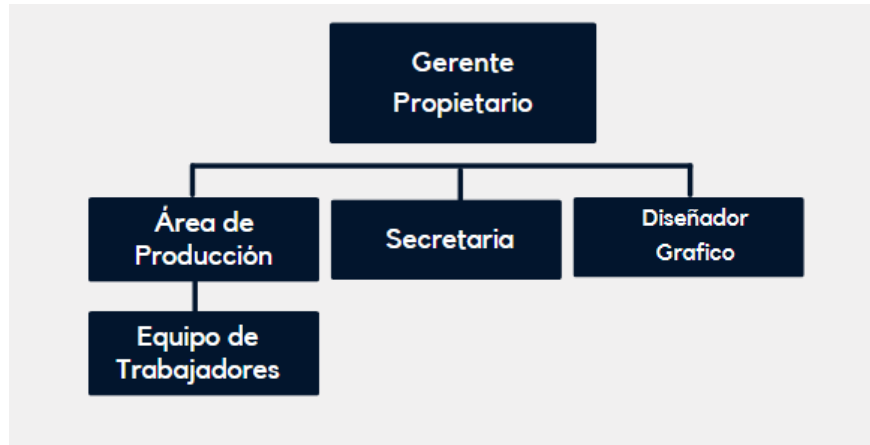 Gerente
Propietario
Área de
Producción
Secretaria
Diseñador
Grafico
Equipo de
Trabajadores